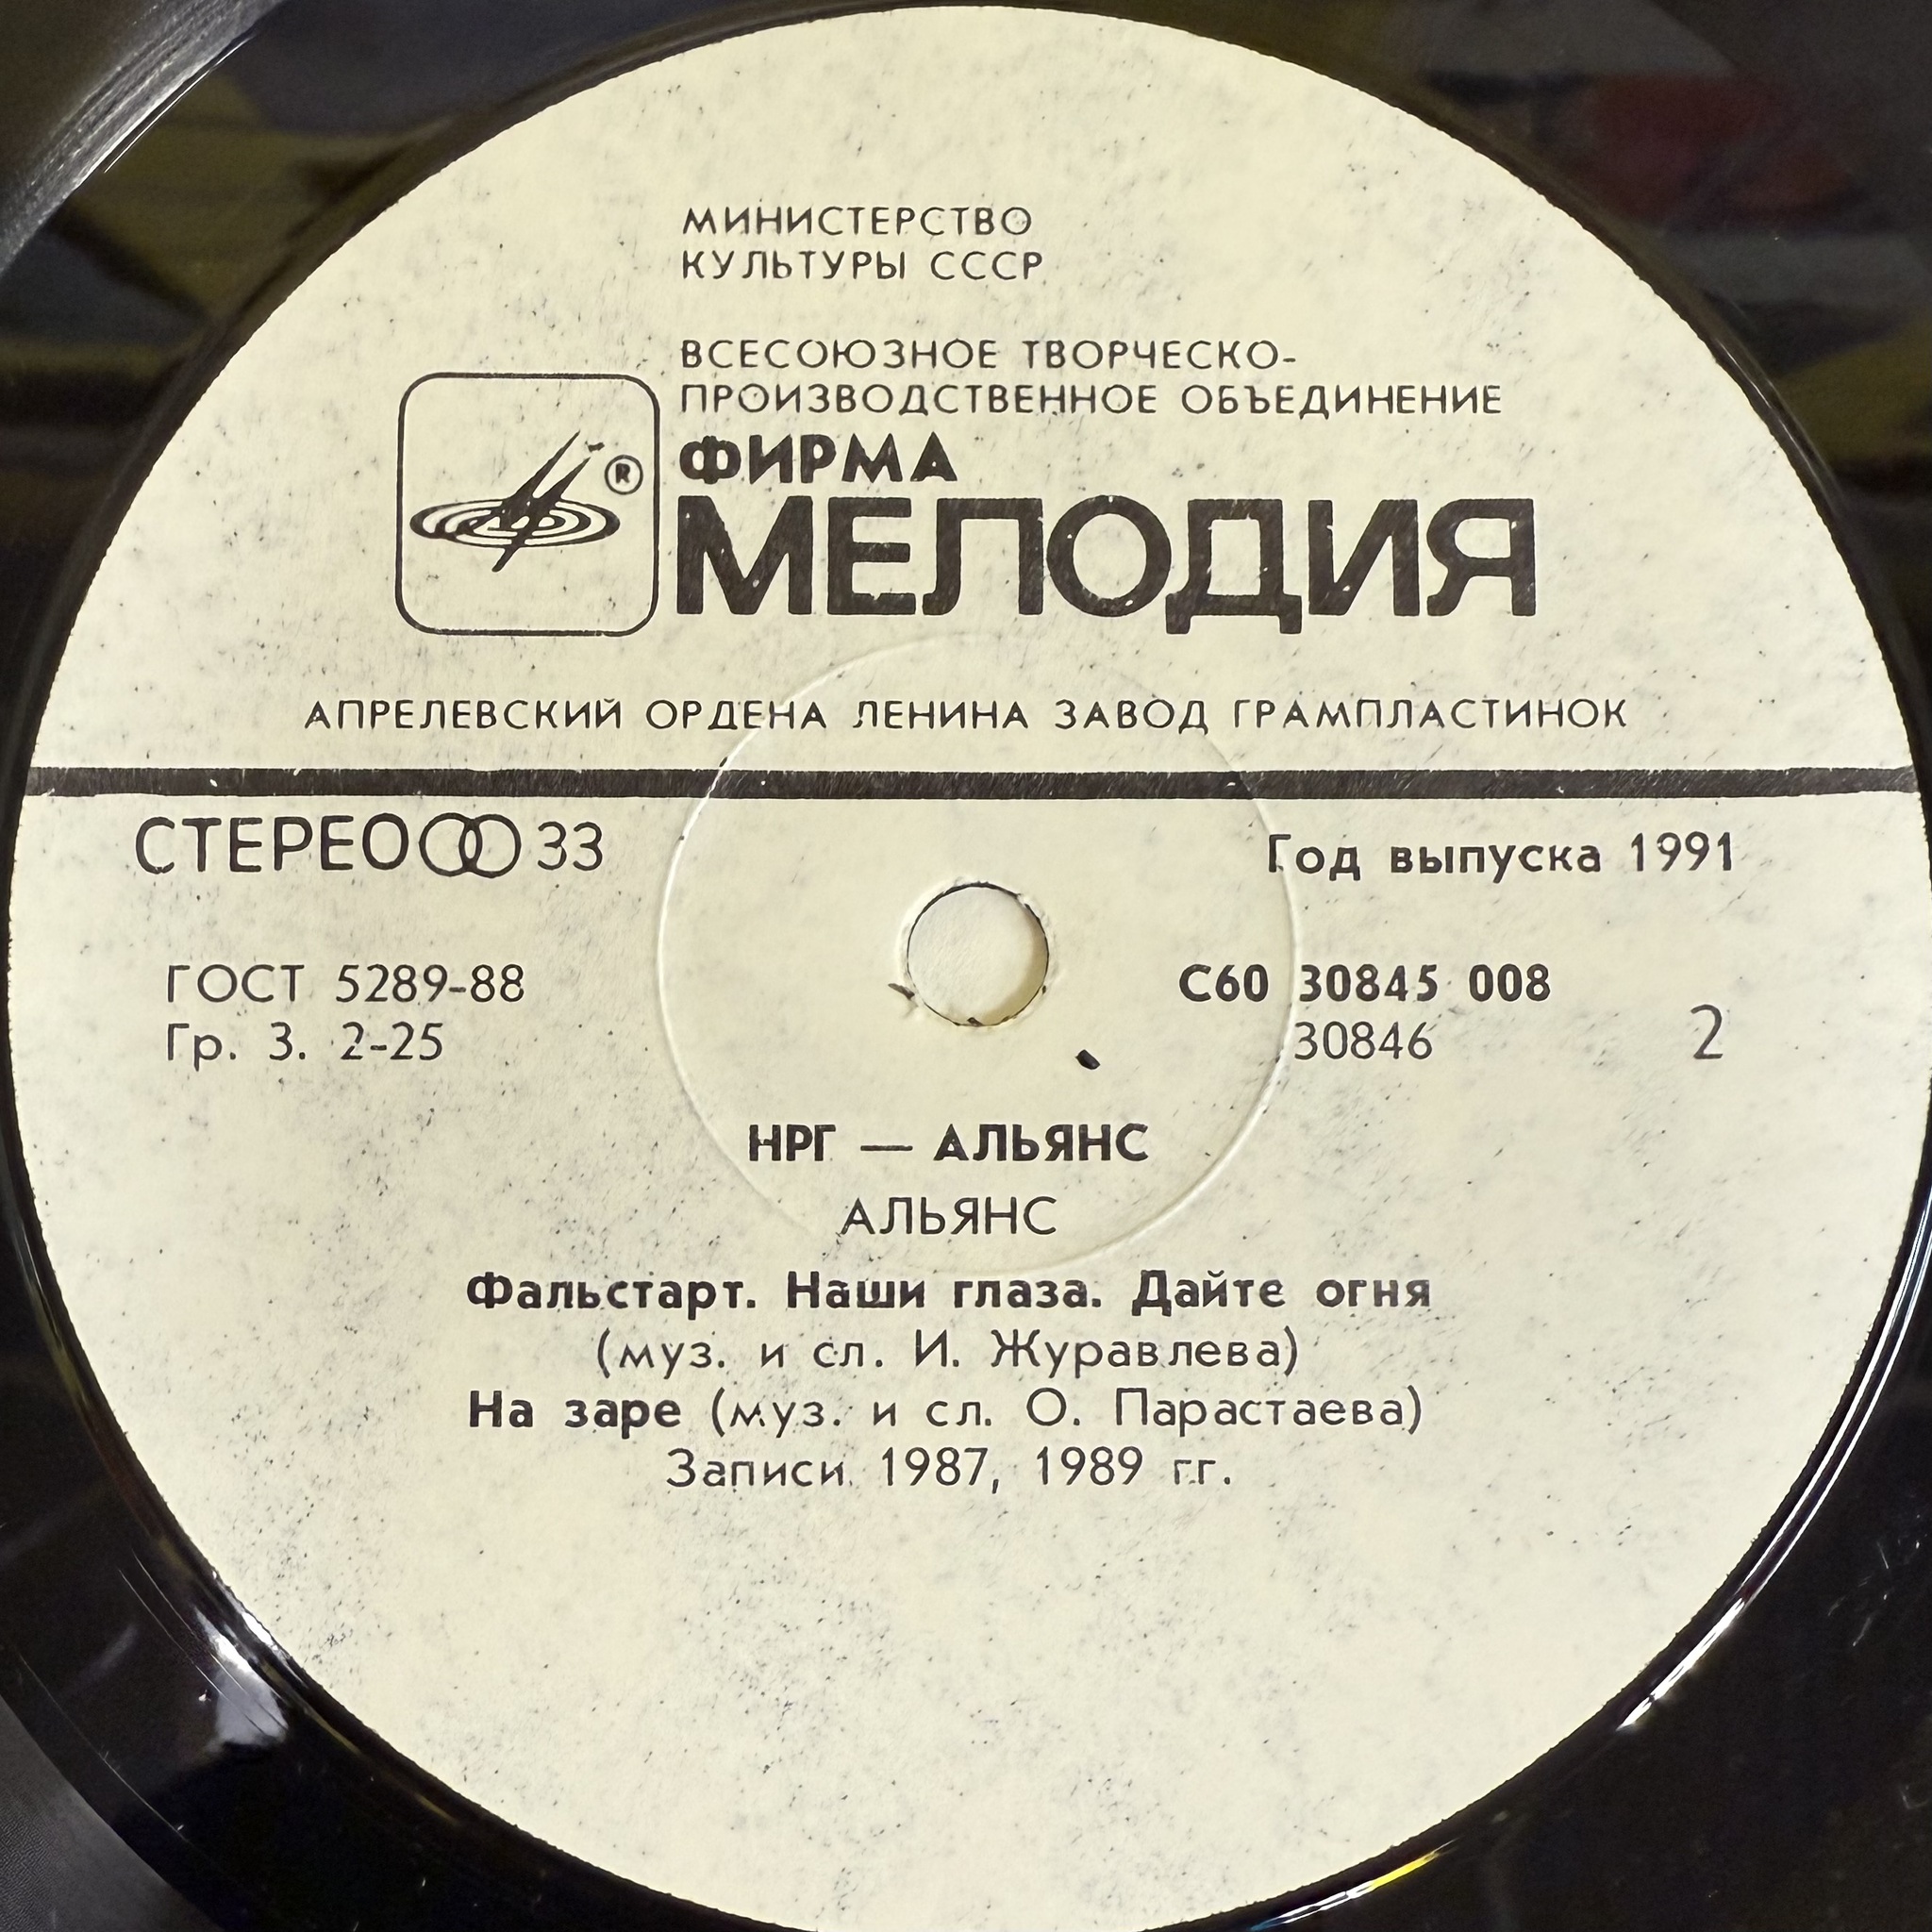 МИНИСТЕРСТВО
КУЛЬТУРЫ СССР
ВСЕСОЮЗНОЕ ТВОРЧЕСКО-
ПРОИЗВОДСТВЕННОЕ ОБЪЕДИНЕНИЕ
ФИРМА
®
МЕЛОДИЯ
АПРЕЛЕВСКИЙ ОРДЕНА ЛЕНИНА ЗАВОД ГРАМПЛАСТИНОК
СТЕРЕО 33
Год выпуска 1991
ГОСТ 5289-88
С60 30845 008
Гр. 3. 2-25
30846
2
НРГ — АЛЬЯНС
АЛЬЯНС
Фальстарт. Наши глаза. Дайте огня
(муз. и сл. И. Журавлева)
На заре (муз. и сл. О. Парастаева)
Записи 1987, 1989 гг.